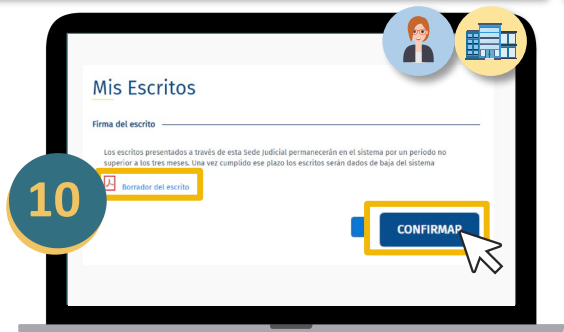 Mis Escritos
Firma del escrito
Los escritos presentados a través de esta Sede Judicial permanecerán en el sistema por un período no
superior a los tres meses. Una vez cumplido ese plazo los escritos serán dados de baja del sistema
Borrador del escrito
10
CONFIRMAR